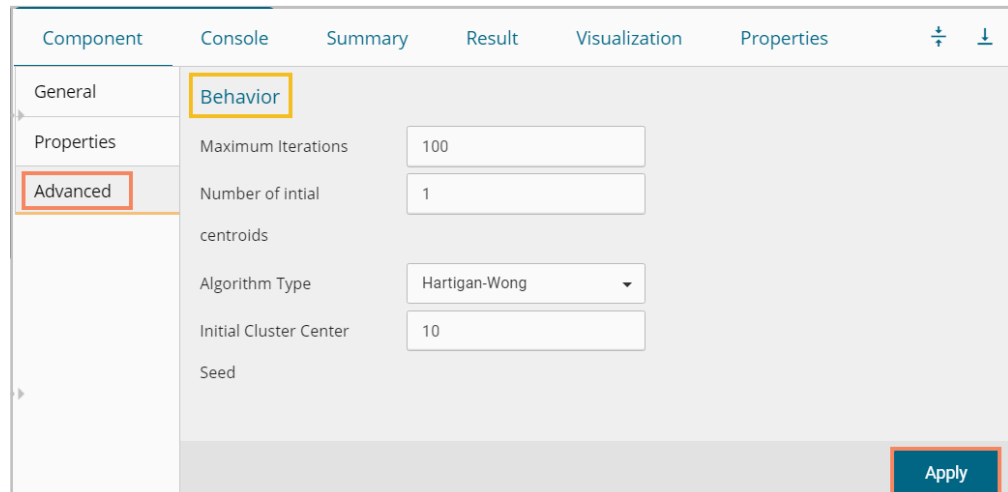 Component Console Summary Result Visualization Properties
General
Properties
Advanced
Behavior
Maximum Iterations 100
Number of intial 1
centroids
Algorithm Type Hartigan-Wong
Initial Cluster Center 10
Seed
Apply